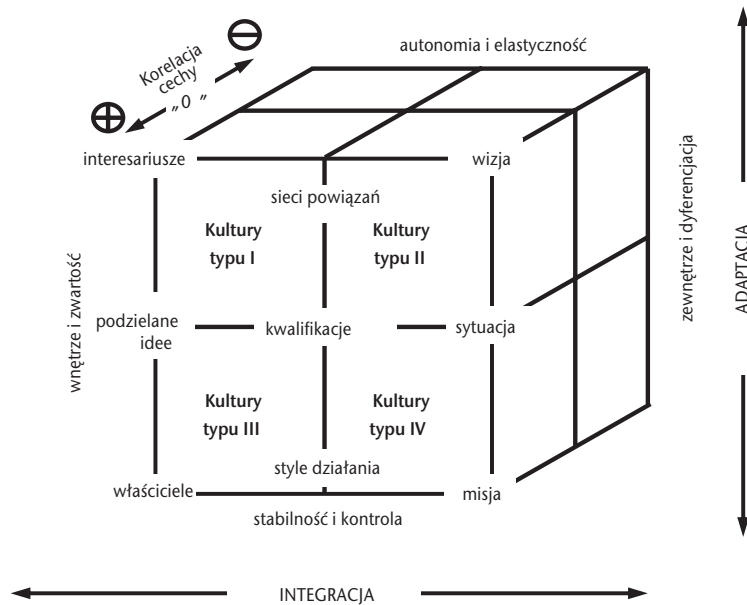 autonomia i elastyczność
Korelacja
cechy
„0 ”
interesariusze
wizja
sieci powiązań
Kultury
typu I
Kultury
typu II
wnętrze i zwartość
zewnętrze i dyferencjacja
ADAPTACJA
podzielane
idee
kwalifikacje
sytuacja
Kultury
typu III
Kultury
typu IV
style działania
właściciele
misja
stabilność i kontrola
INTEGRACJA